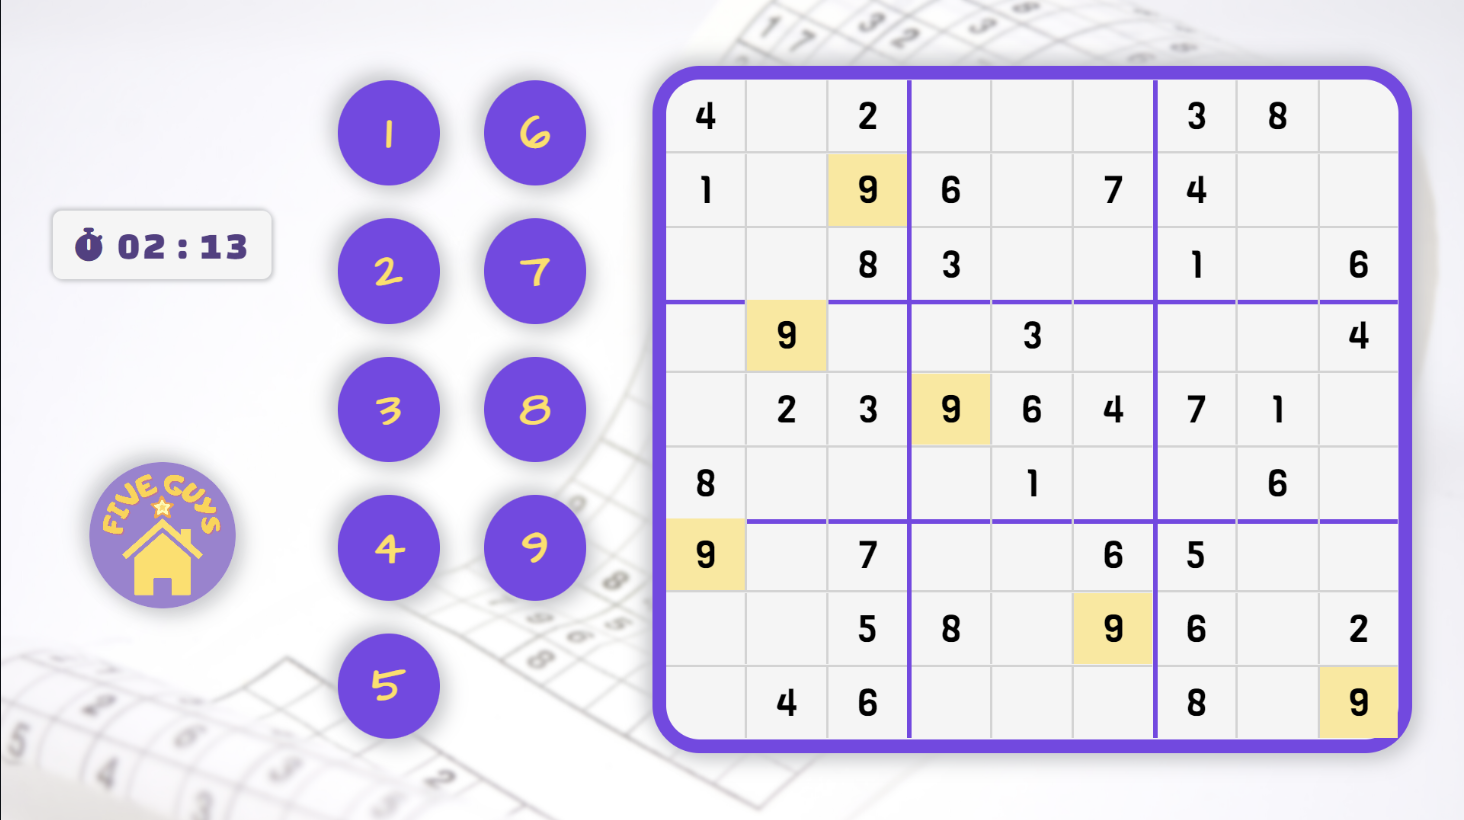 4 2 3 8
1 9 6 7 4
8 3 1 6
9 3 4
2 3 9 6 4 7 1
8 1 6
9 7 6 5
5 8 9 6 2
4 6 8 9
1 6
2 7
3 8
4 9
5
02:13
FIVE GUYS